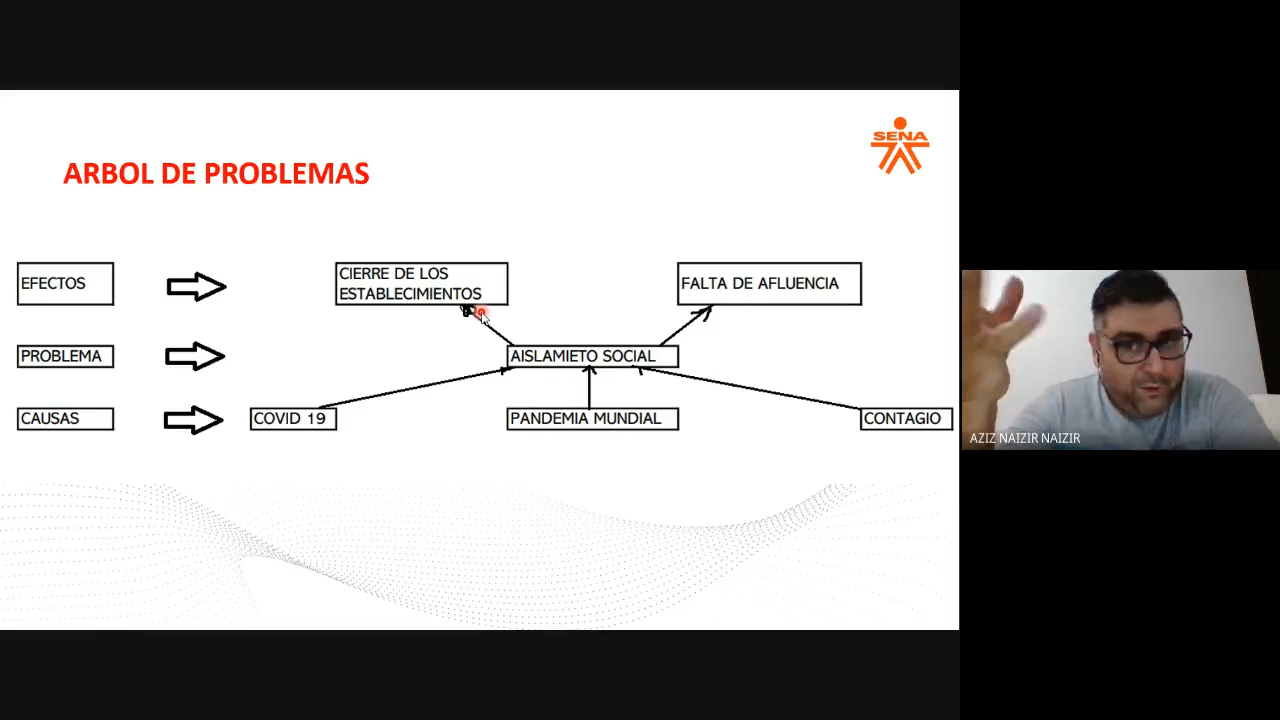 SENA
ARBOL DE PROBLEMAS
EFECTOS
CIERRE DE LOS
ESTABLECIMIENTOS
FALTA DE AFLUENCIA
PROBLEMA
AISLAMIETO SOCIAL
CAUSAS
COVID 19
PANDEMIA MUNDIAL
CONTAGIO
AZIZ NAIZIR NAIZIR